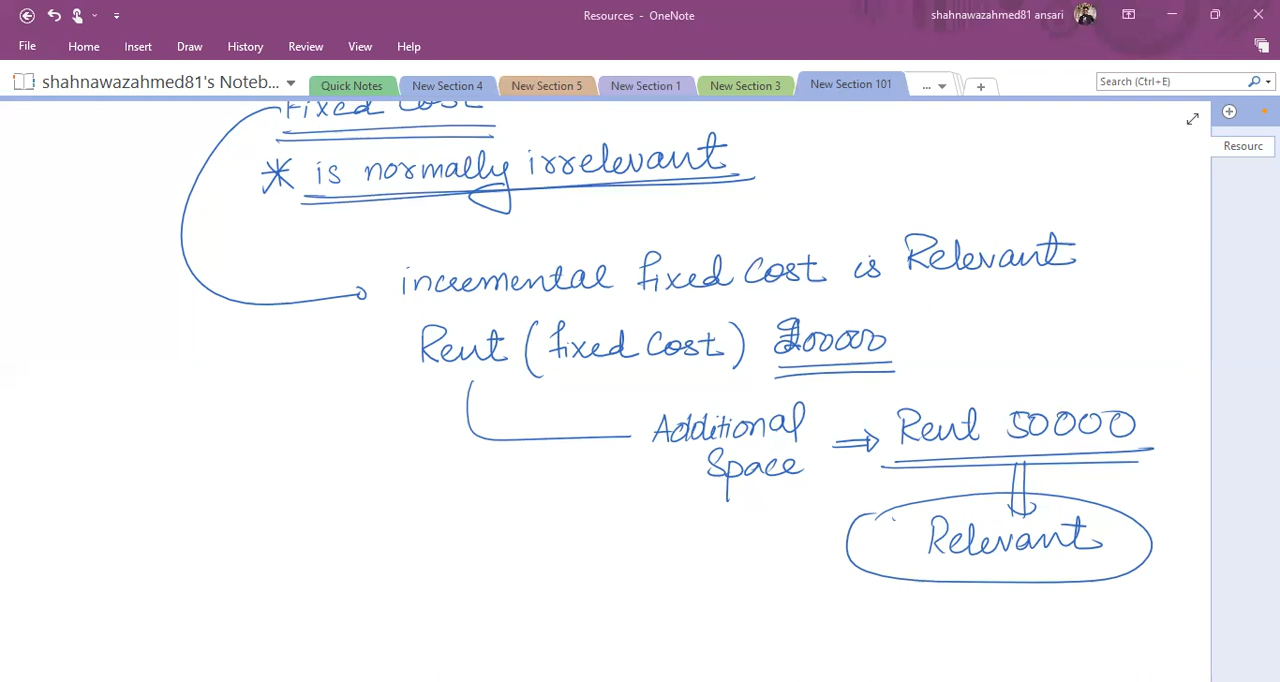 Resources - OneNote
shahnawazahmed81 ansari
File Home Insert Draw History Review View Help
shahnawazahmed81's Noteb...
Quick Notes New Section 4 New Section 5 New Section 1 New Section 3 New Section 101 ... +
Search (Ctrl+E)
Resourc
Fixed Cost
* is normally irrelevant
incremental fixed cost is Relevant
Rent (fixed cost)
Additional
Space
⇒ Rent 50000
Relevant